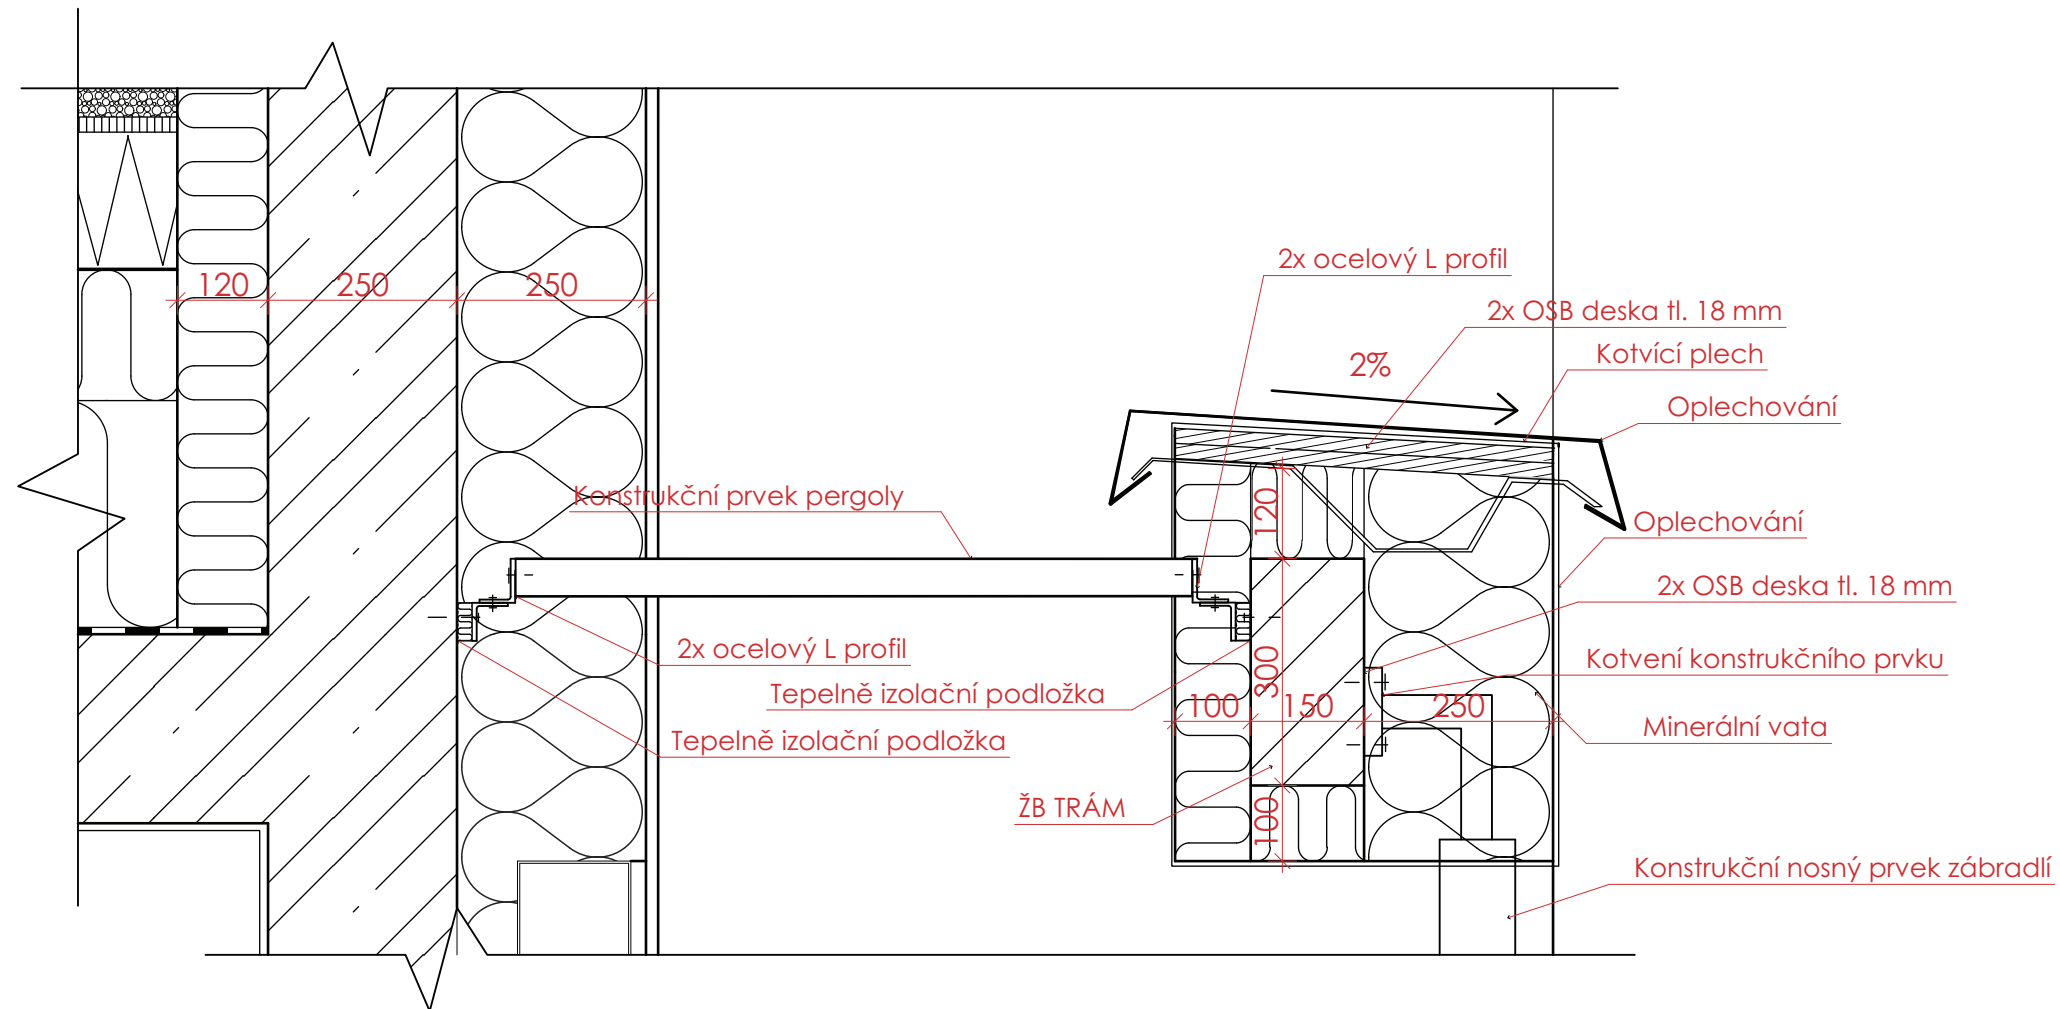 2x ocelový L profil
120
250
250
2x OSB deska tl. 18 mm
2%
Kotvící plech
Oplechování
Konstrukční prvek pergoly
120
Oplechování
2x OSB deska tl. 18 mm
2x ocelový L profil
300
Kotvení konstrukčního prvku
Tepelně izolační podložka
100
150
250
Minerální vata
Tepelně izolační podložka
ŽB TRÁM
100
Konstrukční nosný prvek zábradlí